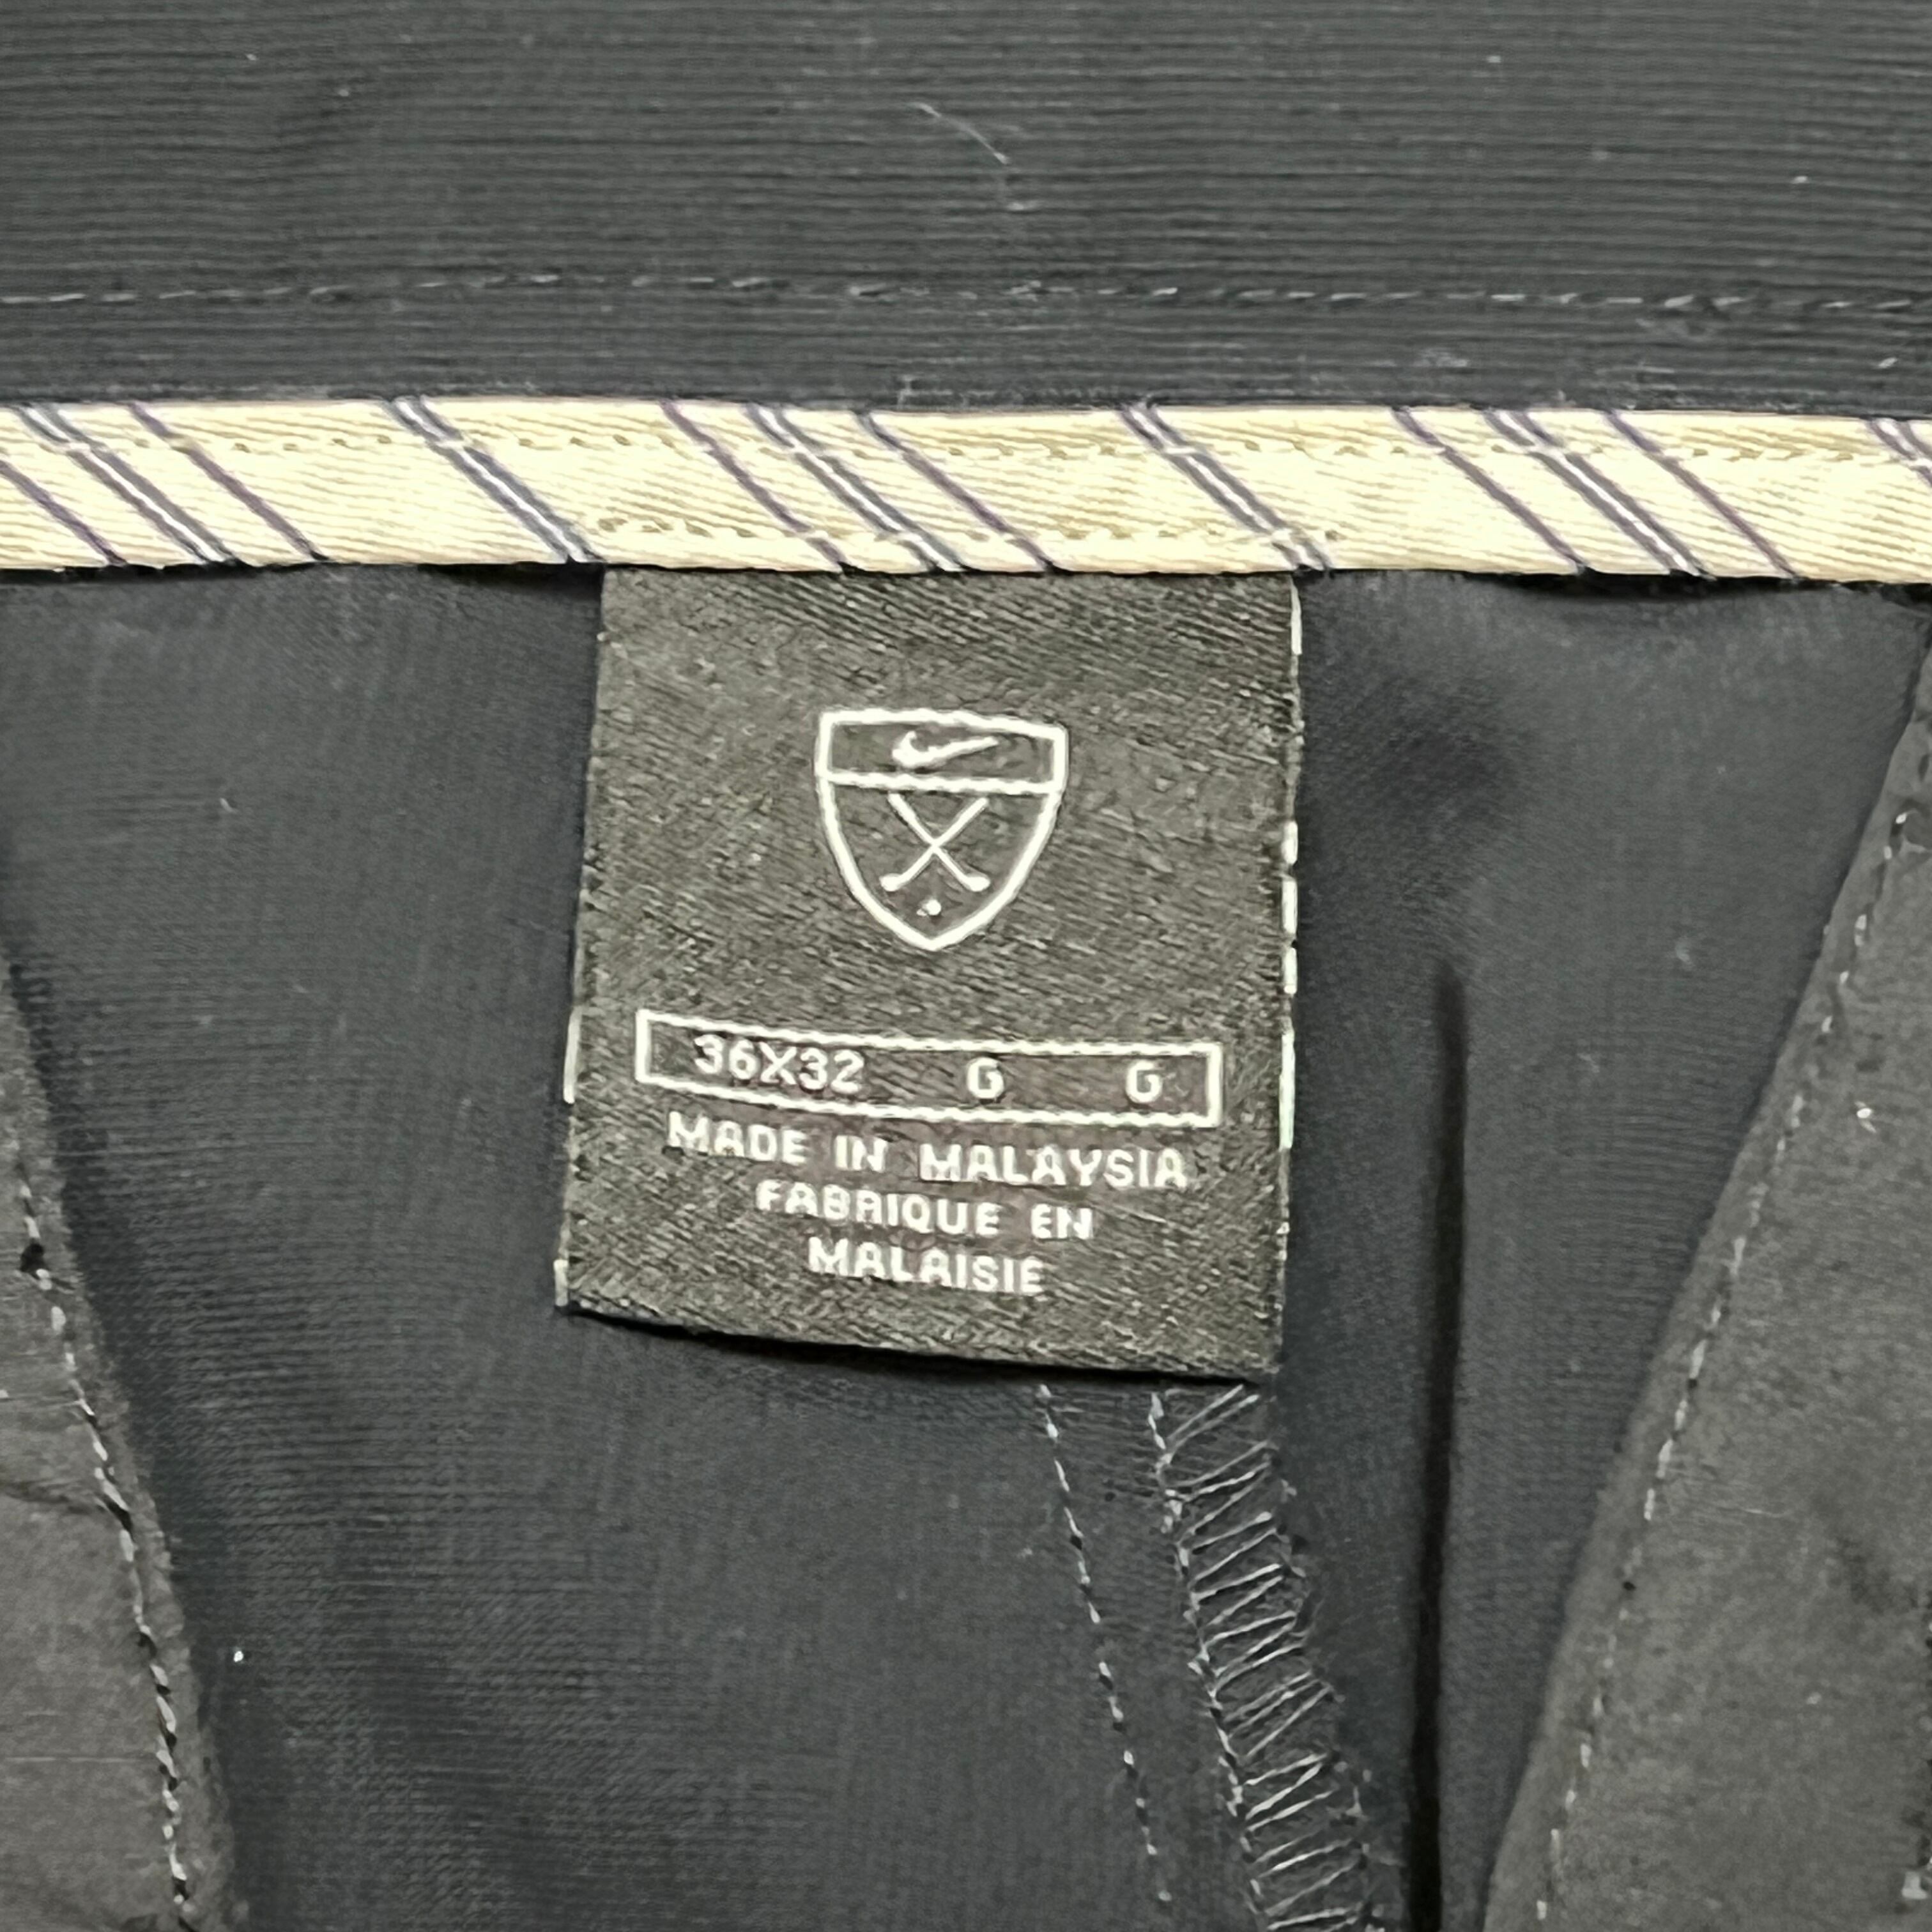 36X32 G G
MADE IN MALAYSIA
FABRIQUE EN
MALAISIE